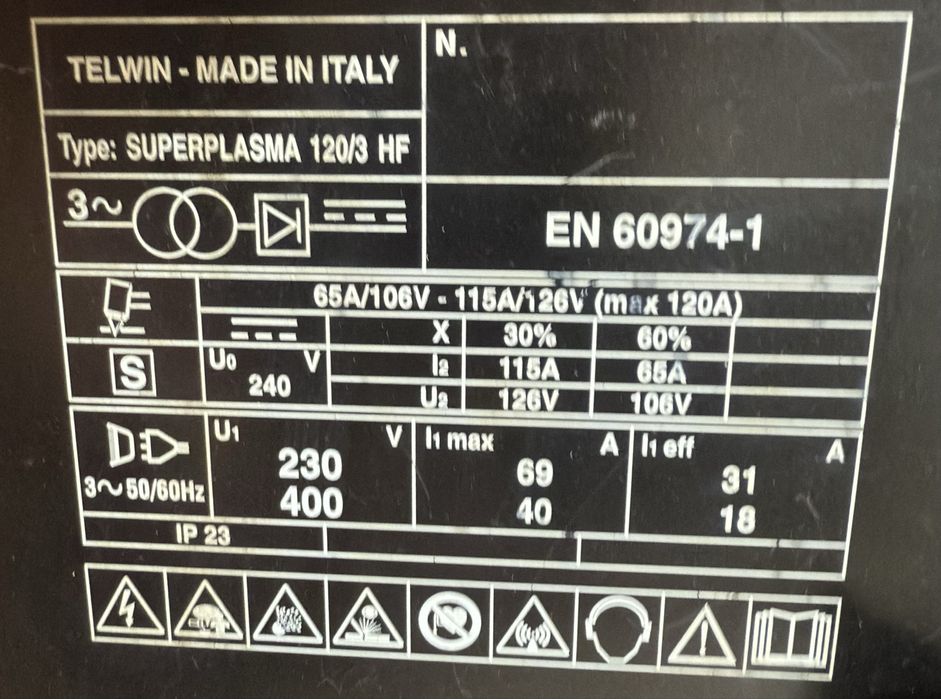 TELWIN - MADE IN ITALY
N.
Type: SUPERPLASMA 120/3 HF
3~
EN 60974-1
65A/106V - 115A/126V (max 120A)
X 30% 60%
S
U0 V
240
I2 115A 65A
U2 126V 106V
3~ 50/60Hz
U1 V
230
400
I1 max A
69
40
I1 eff A
31
18
IP 23